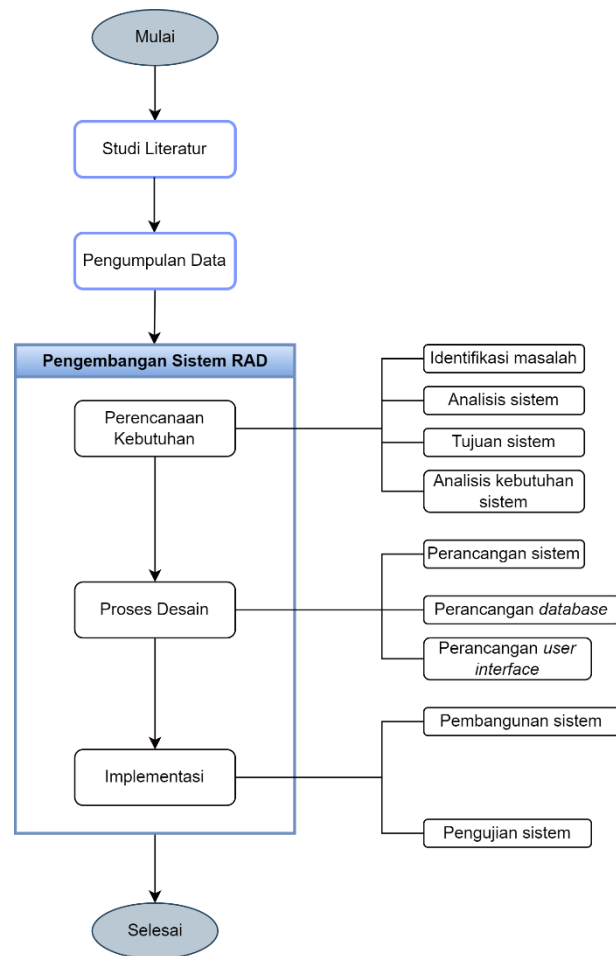 Mulai
Studi Literatur
Pengumpulan Data
Pengembangan Sistem RAD
Perencanaan
Kebutuhan
Identifikasi masalah
Analisis sistem
Tujuan sistem
Analisis kebutuhan
sistem
Proses Desain
Perancangan sistem
Perancangan database
Perancangan user
interface
Implementasi
Pembangunan sistem
Pengujian sistem
Selesai